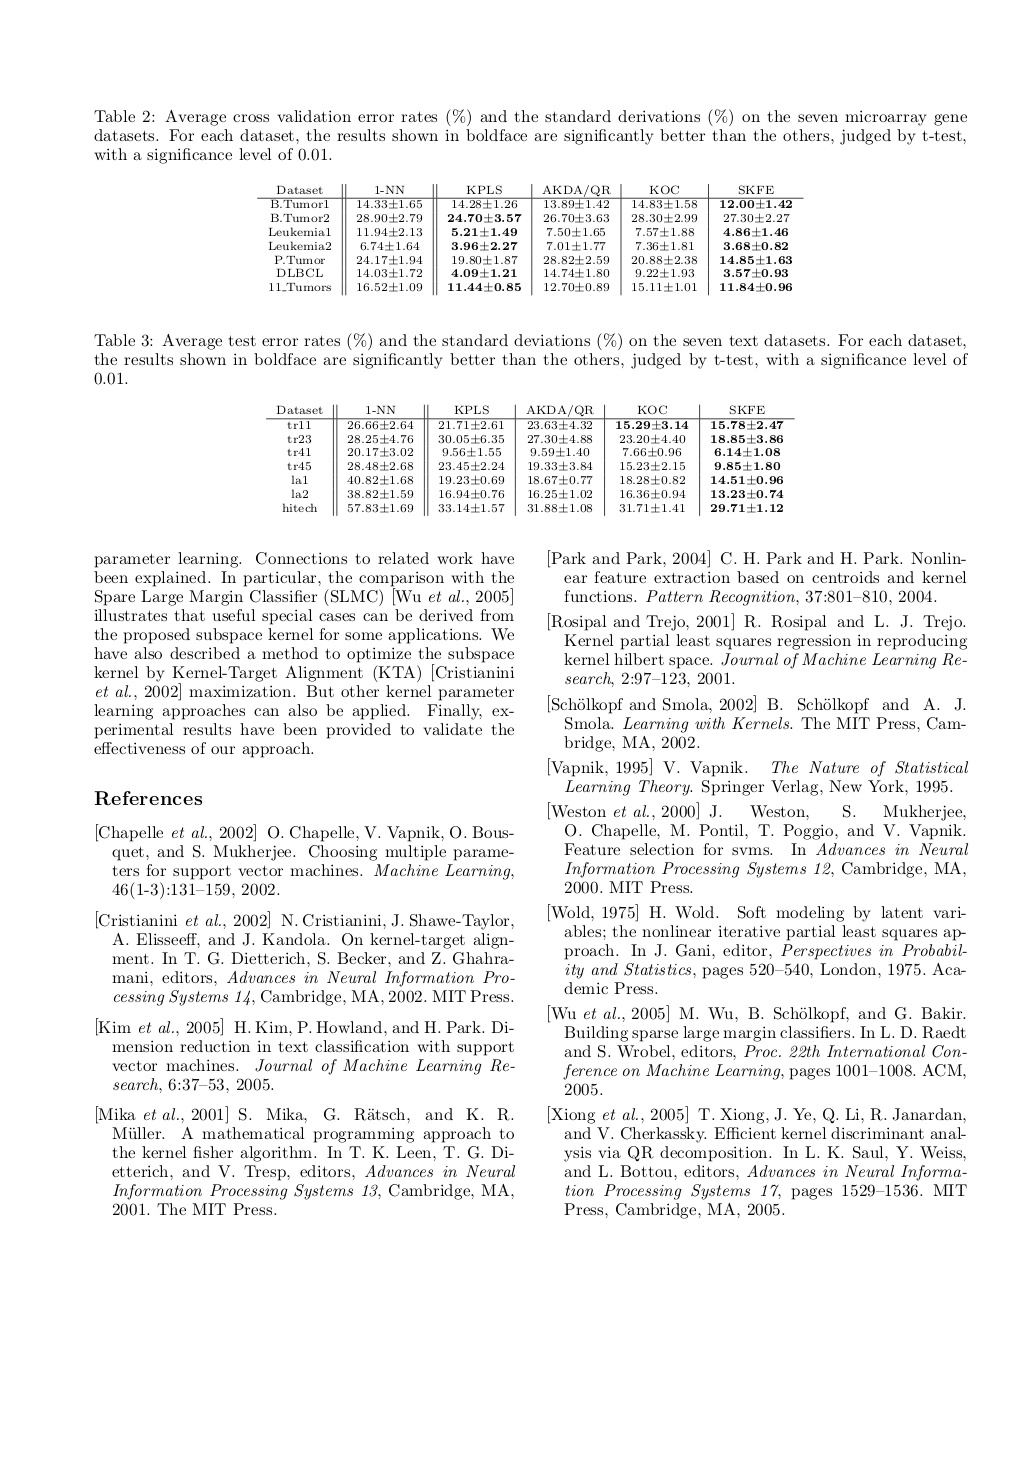 Table 2: Average cross validation error rates (%) and the standard derivations (%) on the seven microarray gene
datasets. For each dataset, the results shown in boldface are significantly better than the others, judged by t-test,
with a significance level of 0.01.
Dataset 1-NN KPLS AKDA/QR KOC SKFE
B.Tumor1 14.33±1.65 14.28±1.26 13.89±1.42 14.83±1.58 12.00±1.42
B.Tumor2 28.90±2.79 24.70±3.57 26.70±3.63 28.30±2.99 27.30±2.27
Leukemia1 11.94±2.13 5.21±1.49 7.50±1.65 7.57±1.88 4.86±1.46
Leukemia2 6.74±1.64 3.96±2.27 7.01±1.77 7.36±1.81 3.68±0.82
P.Tumor 24.17±1.94 19.80±1.87 28.82±2.59 20.88±2.38 14.85±1.63
DLBCL 14.03±1.72 4.09±1.21 14.74±1.80 9.22±1.93 3.57±0.93
11_Tumors 16.52±1.09 11.44±0.85 12.70±0.89 15.11±1.01 11.84±0.96
Table 3: Average test error rates (%) and the standard deviations (%) on the seven text datasets. For each dataset,
the results shown in boldface are significantly better than the others, judged by t-test, with a significance level of
0.01.
Dataset 1-NN KPLS AKDA/QR KOC SKFE
tr11 26.66±2.64 21.71±2.61 23.63±4.32 15.29±3.14 15.78±2.47
tr23 28.25±4.76 30.05±6.35 27.30±4.88 23.20±4.40 18.85±3.86
tr41 20.17±3.02 9.56±1.55 9.59±1.40 7.66±0.96 6.14±1.08
tr45 28.48±2.68 23.45±2.24 19.33±3.84 15.23±2.15 9.85±1.80
la1 40.82±1.68 19.23±0.69 18.67±0.77 18.28±0.82 14.51±0.96
la2 38.82±1.59 16.94±0.76 16.25±1.02 16.36±0.94 13.23±0.74
hitech 57.83±1.69 33.14±1.57 31.88±1.08 31.71±1.41 29.71±1.12
parameter learning. Connections to related work have
been explained. In particular, the comparison with the
Spare Large Margin Classifier (SLMC) [Wu et al., 2005]
illustrates that useful special cases can be derived from
the proposed subspace kernel for some applications. We
have also described a method to optimize the subspace
kernel by Kernel-Target Alignment (KTA) [Cristianini
et al., 2002] maximization. But other kernel parameter
learning approaches can also be applied. Finally, ex-
perimental results have been provided to validate the
effectiveness of our approach.
References
[Chapelle et al., 2002] O. Chapelle, V. Vapnik, O. Bous-
quet, and S. Mukherjee. Choosing multiple parame-
ters for support vector machines. Machine Learning,
46(1-3):131–159, 2002.
[Cristianini et al., 2002] N. Cristianini, J. Shawe-Taylor,
A. Elisseeff, and J. Kandola. On kernel-target align-
ment. In T. G. Dietterich, S. Becker, and Z. Ghahra-
mani, editors, Advances in Neural Information Pro-
cessing Systems 14, Cambridge, MA, 2002. MIT Press.
[Kim et al., 2005] H. Kim, P. Howland, and H. Park. Di-
mension reduction in text classification with support
vector machines. Journal of Machine Learning Re-
search, 6:37–53, 2005.
[Mika et al., 2001] S. Mika, G. Rätsch, and K. R.
Müller. A mathematical programming approach to
the kernel fisher algorithm. In T. K. Leen, T. G. Di-
etterich, and V. Tresp, editors, Advances in Neural
Information Processing Systems 13, Cambridge, MA,
2001. The MIT Press.
[Park and Park, 2004] C. H. Park and H. Park. Nonlin-
ear feature extraction based on centroids and kernel
functions. Pattern Recognition, 37:801–810, 2004.
[Rosipal and Trejo, 2001] R. Rosipal and L. J. Trejo.
Kernel partial least squares regression in reproducing
kernel hilbert space. Journal of Machine Learning Re-
search, 2:97–123, 2001.
[Schölkopf and Smola, 2002] B. Schölkopf and A. J.
Smola. Learning with Kernels. The MIT Press, Cam-
bridge, MA, 2002.
[Vapnik, 1995] V. Vapnik. The Nature of Statistical
Learning Theory. Springer Verlag, New York, 1995.
[Weston et al., 2000] J. Weston, S. Mukherjee,
O. Chapelle, M. Pontil, T. Poggio, and V. Vapnik.
Feature selection for svms. In Advances in Neural
Information Processing Systems 12, Cambridge, MA,
2000. MIT Press.
[Wold, 1975] H. Wold. Soft modeling by latent vari-
ables; the nonlinear iterative partial least squares ap-
proach. In J. Gani, editor, Perspectives in Probabil-
ity and Statistics, pages 520–540, London, 1975. Aca-
demic Press.
[Wu et al., 2005] M. Wu, B. Schölkopf, and G. Bakir.
Building sparse large margin classifiers. In L. D. Raedt
and S. Wrobel, editors, Proc. 22th International Con-
ference on Machine Learning, pages 1001–1008. ACM,
2005.
[Xiong et al., 2005] T. Xiong, J. Ye, Q. Li, R. Janardan,
and V. Cherkassky. Efficient kernel discriminant anal-
ysis via QR decomposition. In L. K. Saul, Y. Weiss,
and L. Bottou, editors, Advances in Neural Informa-
tion Processing Systems 17, pages 1529–1536. MIT
Press, Cambridge, MA, 2005.